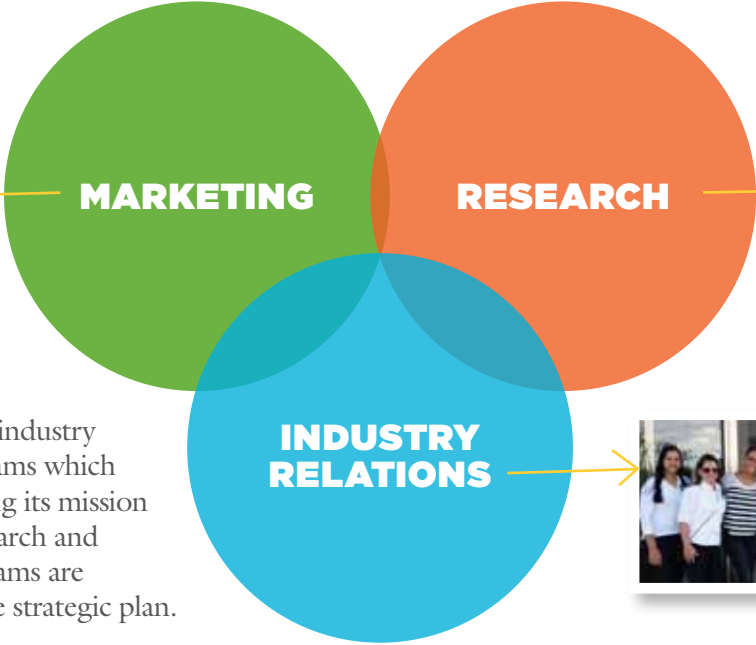 MARKETING
RESEARCH
INDUSTRY
RELATIONS
industry
ams which
g its mission
arch and
ams are
e strategic plan.